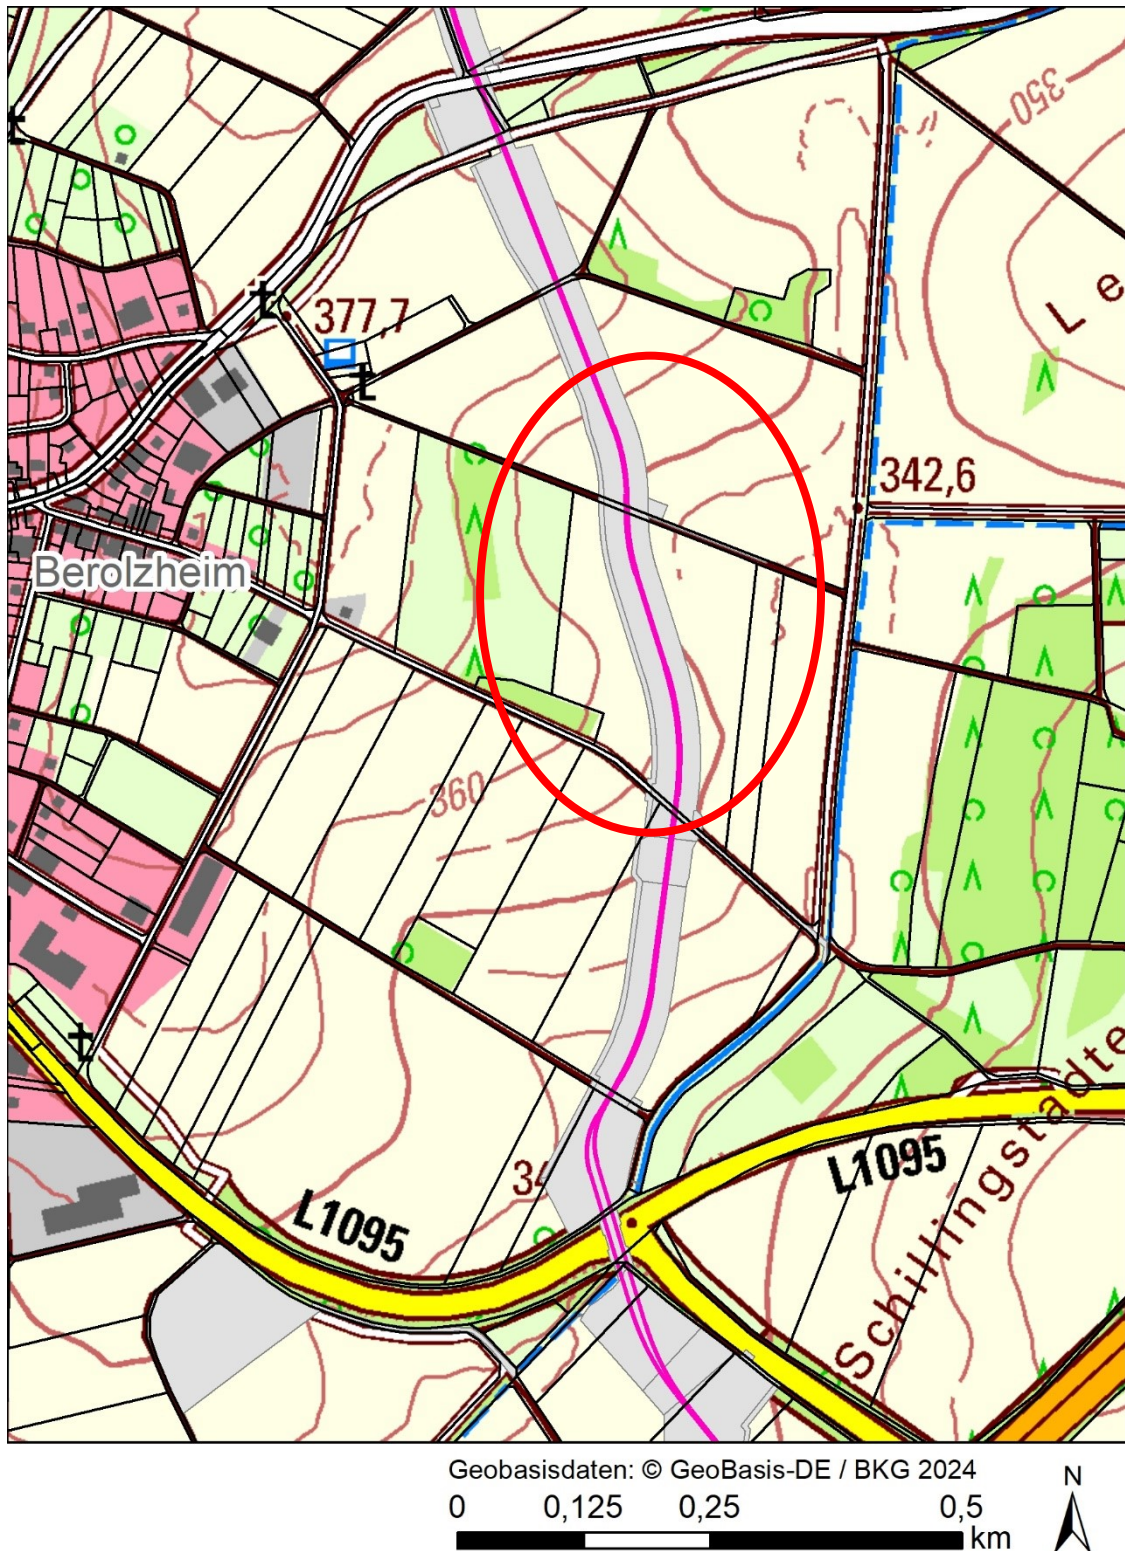 350
Le
377,7
342,6
Berolzheim
360
34
L1095
L1095
Schillingstadte
Geobasisdaten: © GeoBasis-DE / BKG 2024
0 0,125 0,25 0,5
km
N